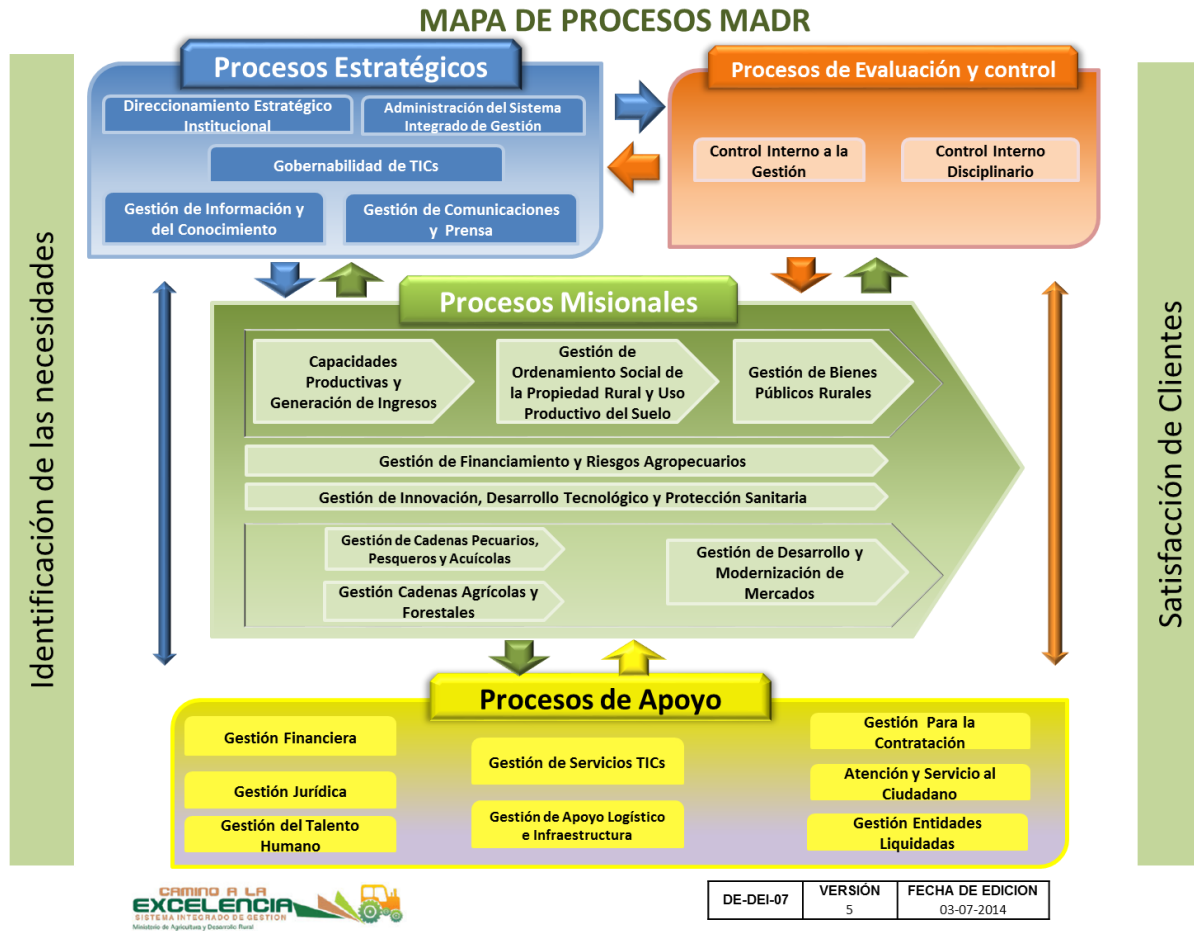 MAPA DE PROCESOS MADR
Identificación de las necesidades
Procesos Estratégicos
Direccionamiento Estratégico
Institucional
Administración del Sistema
Integrado de Gestión
Gobernabilidad de TICs
Gestión de Información y
del Conocimiento
Gestión de Comunicaciones
y Prensa
Procesos de Evaluación y control
Control Interno a la
Gestión
Control Interno
Disciplinario
Procesos Misionales
Capacidades
Productivas y
Generación de Ingresos
Gestión de
Ordenamiento Social de
la Propiedad Rural y Uso
Productivo del Suelo
Gestión de Bienes
Públicos Rurales
Gestión de Financiamiento y Riesgos Agropecuarios
Gestión de Innovación, Desarrollo Tecnológico y Protección Sanitaria
Gestión de Cadenas Pecuarios,
Pesqueros y Acuícolas
Gestión Cadenas Agrícolas y
Forestales
Gestión de Desarrollo y
Modernización de
Mercados
Procesos de Apoyo
Gestión Financiera
Gestión Jurídica
Gestión del Talento
Humano
Gestión de Servicios TICs
Gestión de Apoyo Logístico
e Infraestructura
Gestión Para la
Contratación
Atención y Servicio al
Ciudadano
Gestión Entidades
Liquidadas
Satisfacción de Clientes
CAMINO A LA
EXCELENCIA
SISTEMA INTEGRADO DE GESTIÓN
Ministerio de Agricultura y Desarrollo Rural
DE-DEI-07
VERSIÓN
5
FECHA DE EDICION
03-07-2014